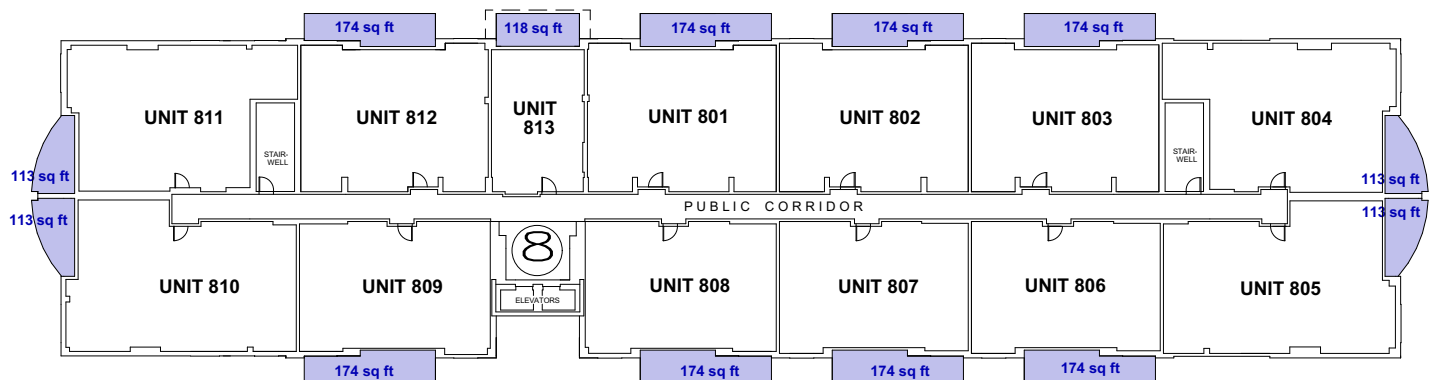 174 sq ft
118 sq ft
174 sq ft
174 sq ft
174 sq ft
UNIT 811
UNIT 812
UNIT
813
UNIT 801
UNIT 802
UNIT 803
UNIT 804
STAIR-
WELL
STAIR-
WELL
113 sq ft
113 sq ft
PUBLIC CORRIDOR
113 sq ft
113 sq ft
8
UNIT 810
UNIT 809
UNIT 808
UNIT 807
UNIT 806
UNIT 805
ELEVATORS
174 sq ft
174 sq ft
174 sq ft
174 sq ft